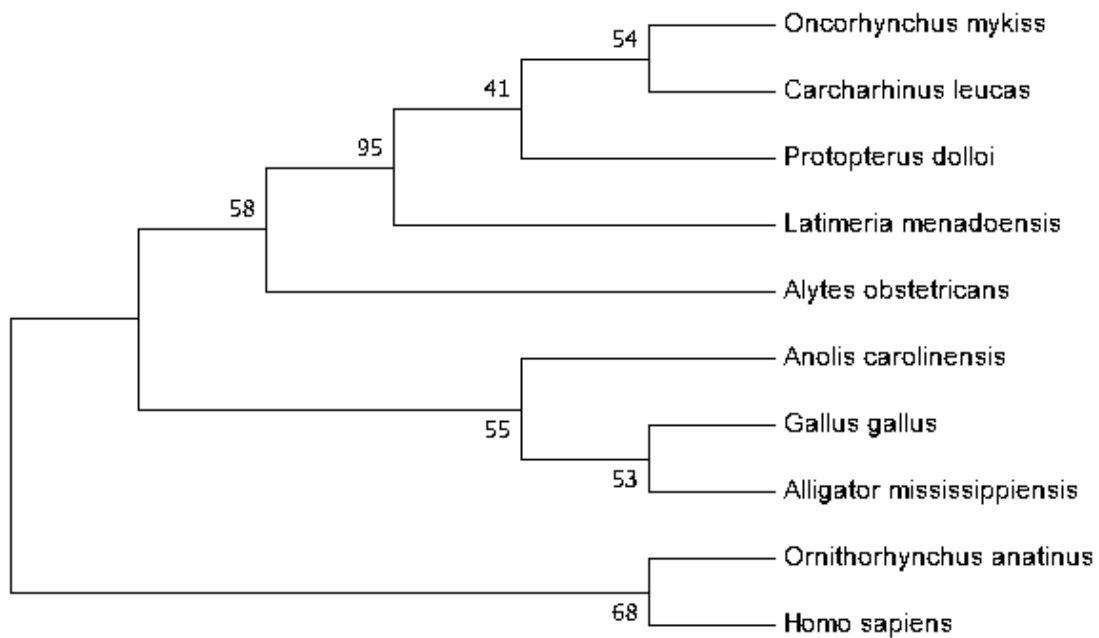 Oncorhynchus mykiss
54
Carcharhinus leucas
41
Protopterus dolloi
95
Latimeria menadoensis
58
Alytes obstetricans
Anolis carolinensis
55
Gallus gallus
53
Alligator mississippiensis
Ornithorhynchus anatinus
68
Homo sapiens